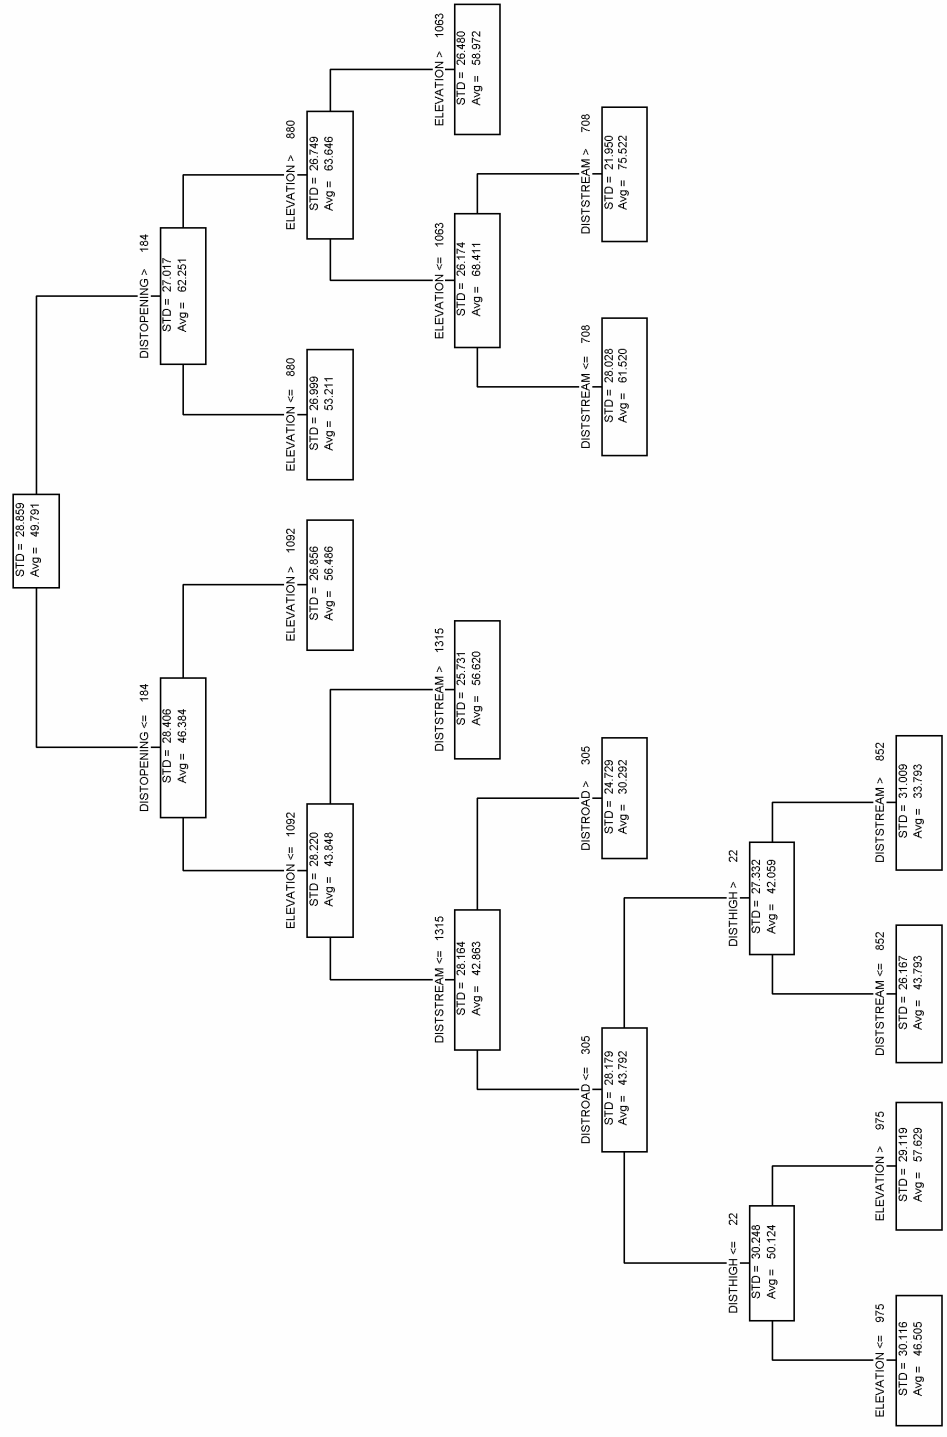 STD = 28.859
Avg = 49.791
DISTOPENING <= 184
STD = 28.406
Avg = 46.384
DISTOPENING > 184
STD = 27.017
Avg = 62.251
ELEVATION <= 1092
STD = 28.220
Avg = 43.848
ELEVATION > 1092
STD = 26.856
Avg = 56.486
ELEVATION <= 880
STD = 26.999
Avg = 53.211
ELEVATION > 880
STD = 26.749
Avg = 63.646
DISTSTREAM <= 1315
STD = 28.164
Avg = 42.863
DISTSTREAM > 1315
STD = 25.731
Avg = 56.620
ELEVATION <= 1063
STD = 26.174
Avg = 68.411
ELEVATION > 1063
STD = 26.480
Avg = 58.972
DISTROAD <= 305
STD = 28.179
Avg = 43.792
DISTROAD > 305
STD = 24.729
Avg = 30.292
DISTSTREAM <= 708
STD = 28.028
Avg = 61.520
DISTSTREAM > 708
STD = 21.950
Avg = 75.522
DISTHIGH <= 22
STD = 30.248
Avg = 50.124
DISTHIGH > 22
STD = 27.332
Avg = 42.059
ELEVATION <= 975
STD = 30.116
Avg = 46.505
ELEVATION > 975
STD = 29.119
Avg = 57.629
DISTSTREAM <= 852
STD = 26.167
Avg = 43.793
DISTSTREAM > 852
STD = 31.009
Avg = 33.793